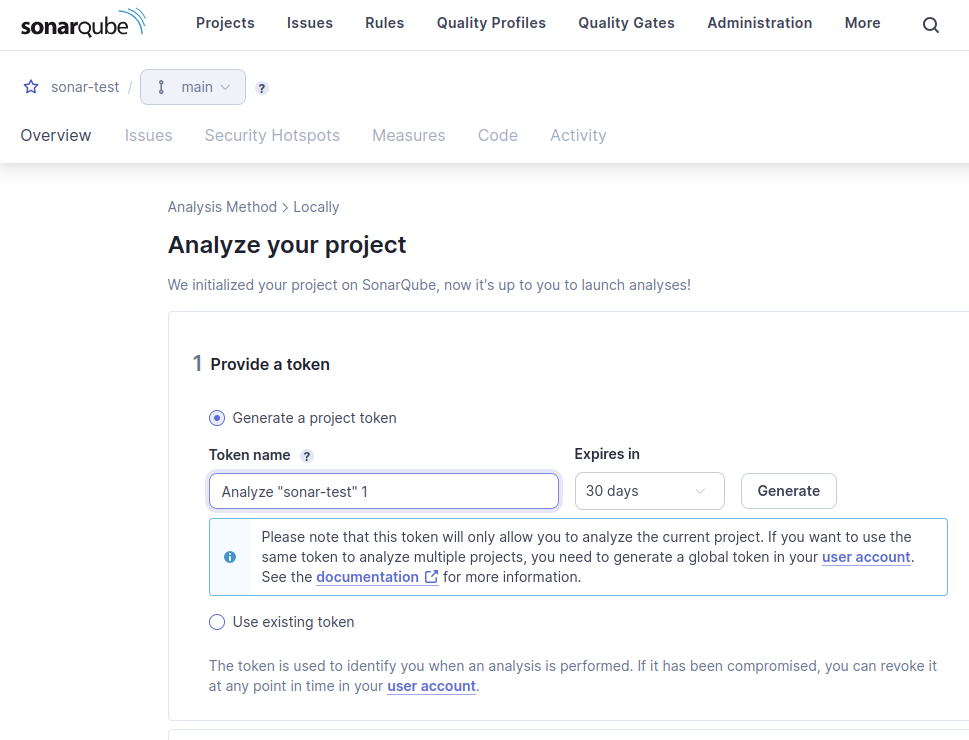 sonarqube Projects Issues Rules Quality Profiles Quality Gates Administration More
sonar-test / main ?
Overview Issues Security Hotspots Measures Code Activity
Analysis Method > Locally
Analyze your project
We initialized your project on SonarQube, now it's up to you to launch analyses!
1 Provide a token
Generate a project token
Token name ? Expires in
Analyze "sonar-test" 1 30 days Generate
Please note that this token will only allow you to analyze the current project. If you want to use the
same token to analyze multiple projects, you need to generate a global token in your user account.
See the documentation for more information.
Use existing token
The token is used to identify you when an analysis is performed. If it has been compromised, you can revoke it
at any point in time in your user account.